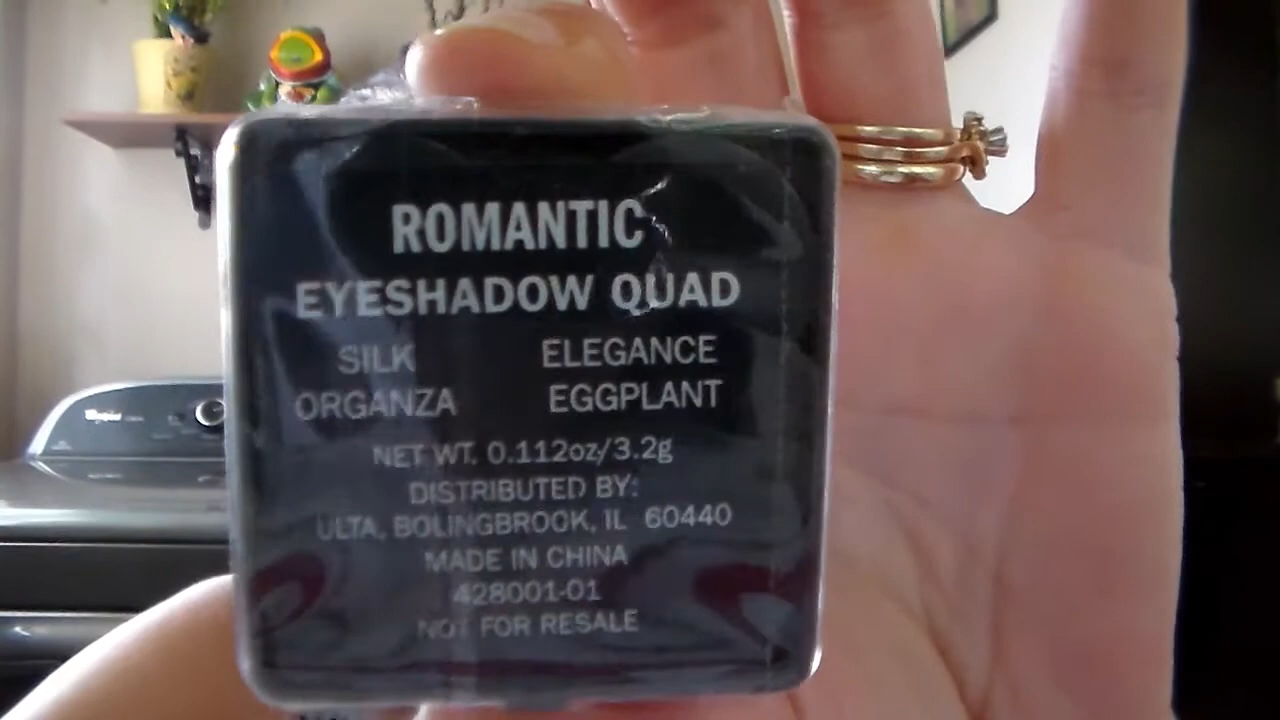 ROMANTIC
EYESHADOW QUAD
SILK ELEGANCE
ORGANZA EGGPLANT
NET WT. 0.112oz/3.2g
DISTRIBUTED BY:
ULTA, BOLINGBROOK, IL 60440
MADE IN CHINA
428001-01
NOT FOR RESALE
Whirlpool